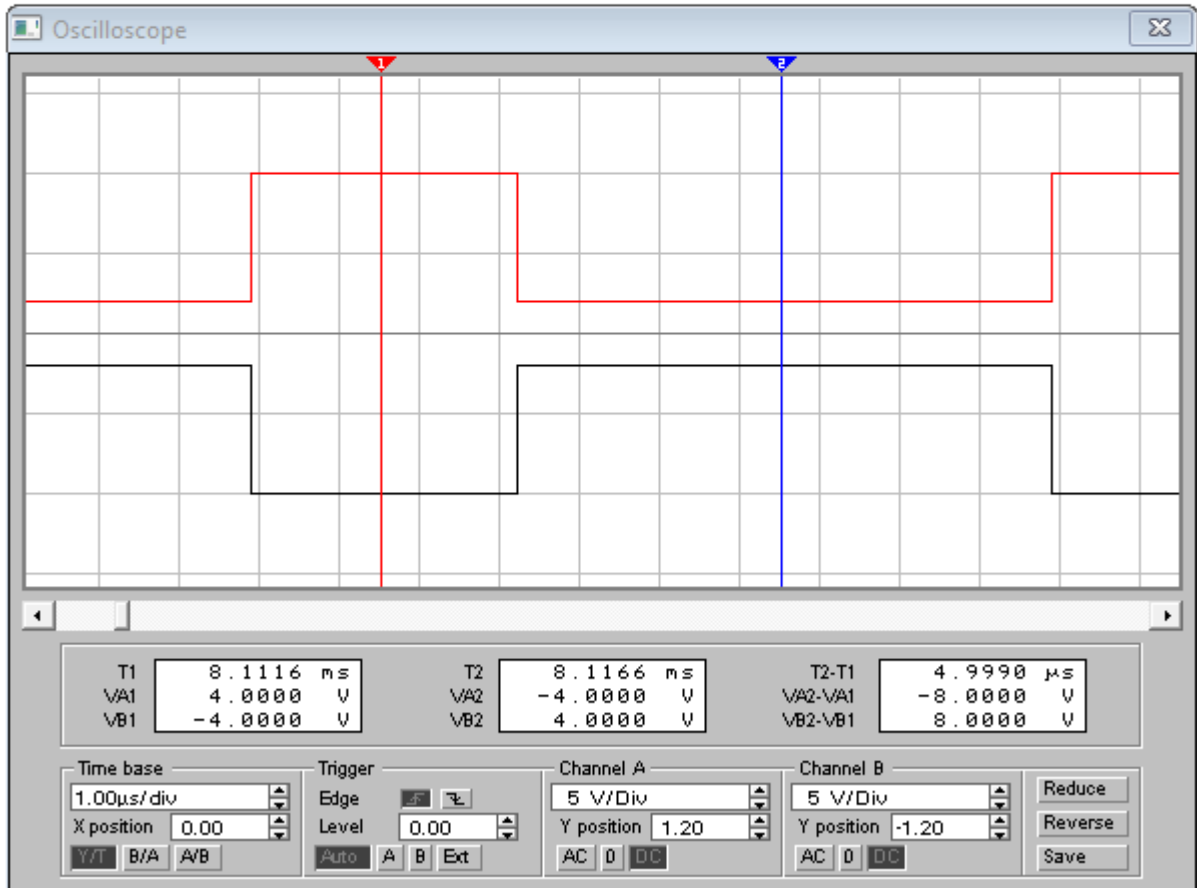 Oscilloscope
1 2
T1 8.1116 ms T2 8.1166 ms T2-T1 4.9990 µs
VA1 4.0000 V VA2 -4.0000 V VA2-VA1 -8.0000 V
VB1 -4.0000 V VB2 4.0000 V VB2-VB1 8.0000 V
Time base Trigger Channel A Channel B
1.00µs/div Edge 5 V/Div 5 V/Div Reduce
X position 0.00 Level 0.00 Y position 1.20 Y position -1.20 Reverse
Y/T B/A A/B Auto A B Ext AC 0 DC AC 0 DC Save